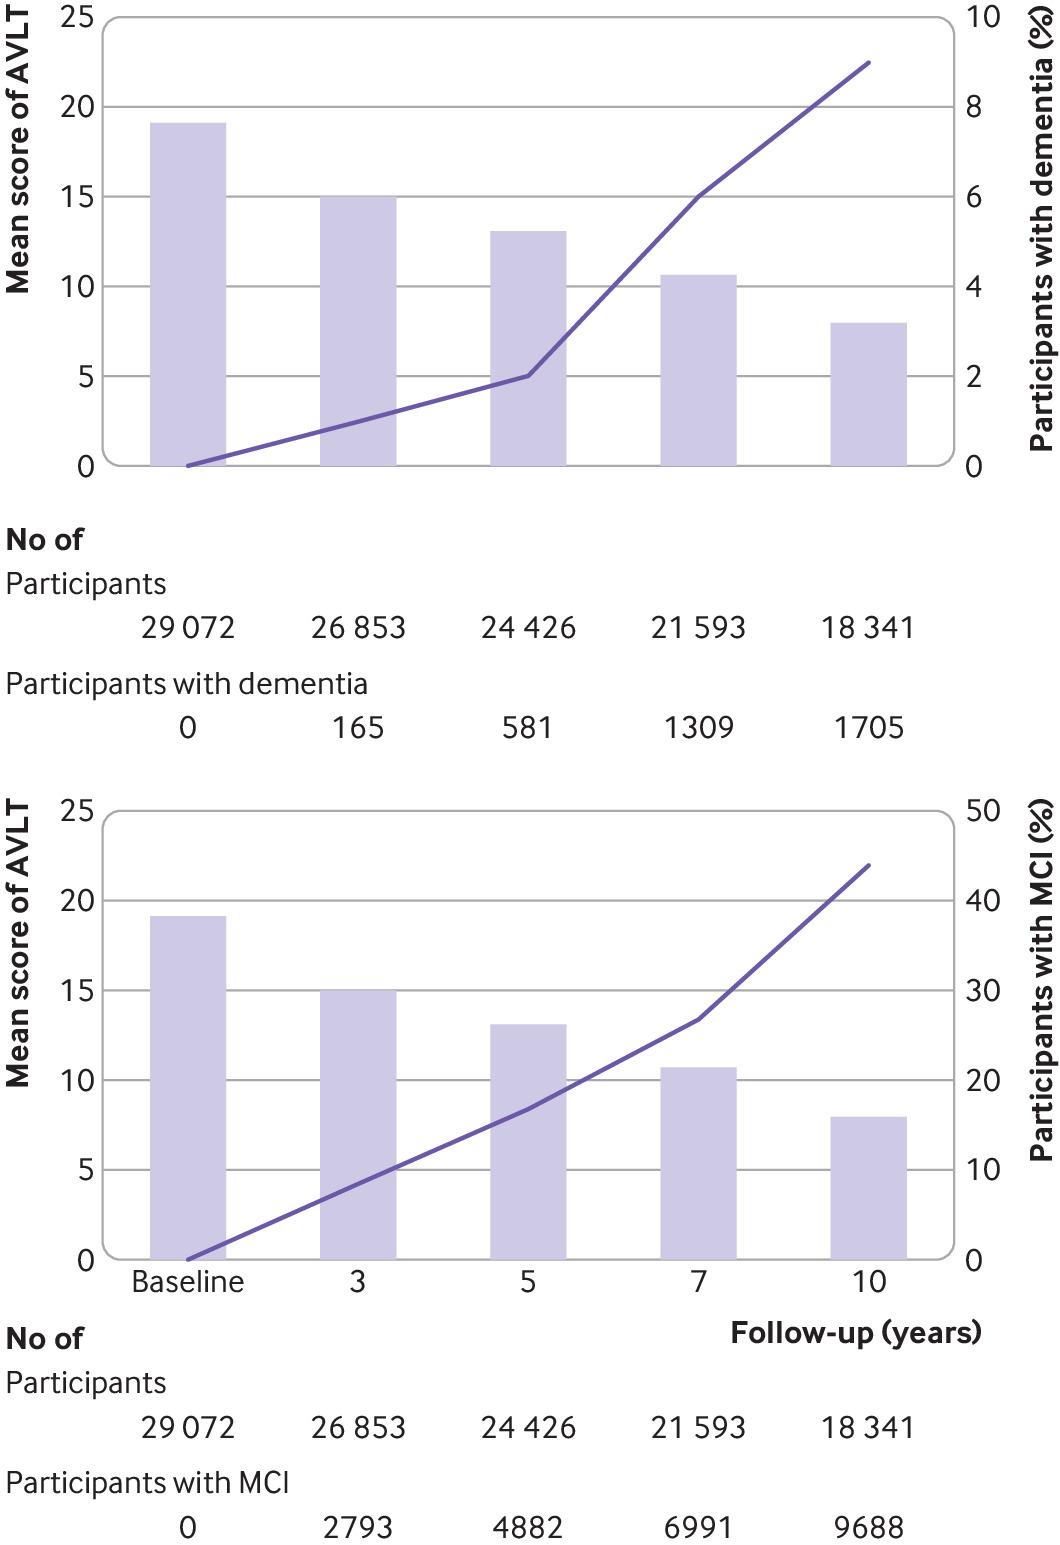 Mean score of AVLT
25
20
15
10
5
0
Participants with dementia (%)
10
8
6
4
2
0
No of
Participants
29 072 26 853 24 426 21 593 18 341
Participants with dementia
0 165 581 1309 1705
Mean score of AVLT
25
20
15
10
5
0
Participants with MCI (%)
50
40
30
20
10
0
Baseline 3 5 7 10
Follow-up (years)
No of
Participants
29 072 26 853 24 426 21 593 18 341
Participants with MCI
0 2793 4882 6991 9688